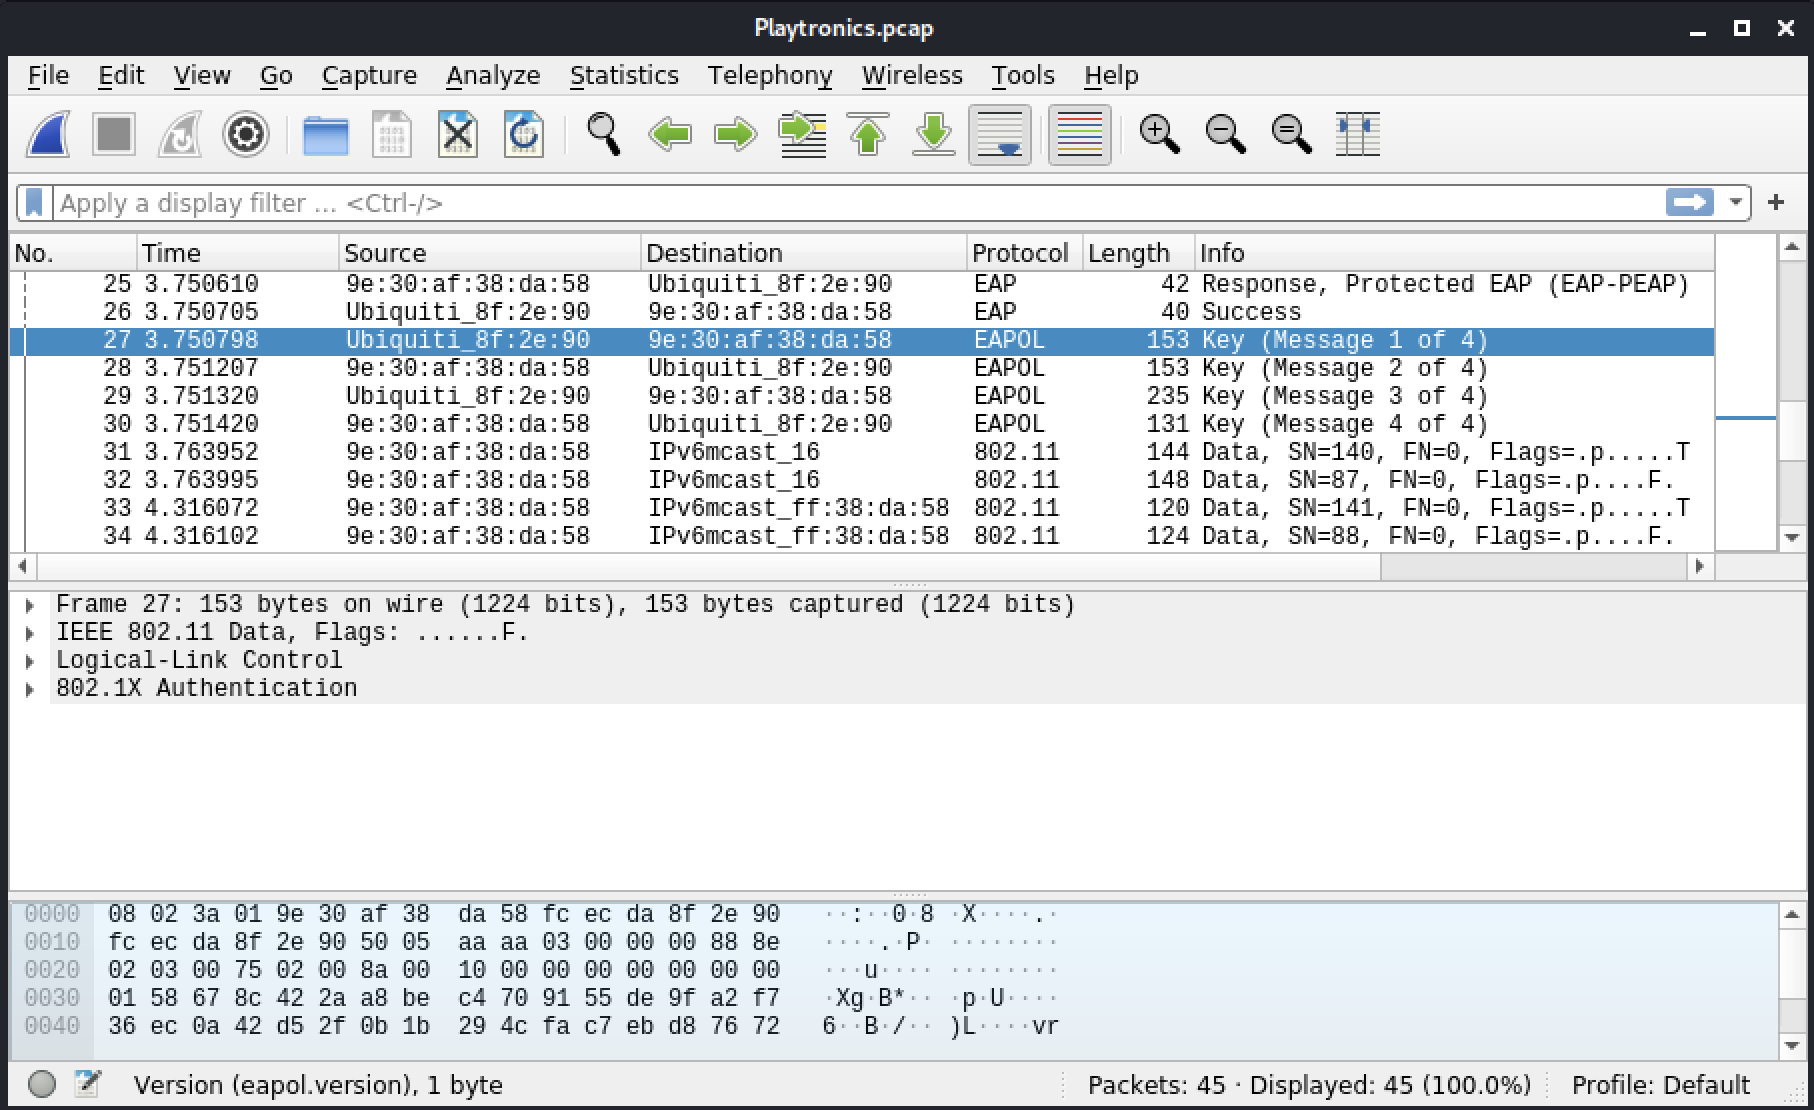 Playtronics.pcap
File Edit View Go Capture Analyze Statistics Telephony Wireless Tools Help
Apply a display filter ... <Ctrl-/>
No. Time Source Destination Protocol Length Info
25 3.750610 9e:30:af:38:da:58 Ubiquiti_8f:2e:90 EAP 42 Response, Protected EAP (EAP-PEAP)
26 3.750705 Ubiquiti_8f:2e:90 9e:30:af:38:da:58 EAP 40 Success
27 3.750798 Ubiquiti_8f:2e:90 9e:30:af:38:da:58 EAPOL 153 Key (Message 1 of 4)
28 3.751207 9e:30:af:38:da:58 Ubiquiti_8f:2e:90 EAPOL 153 Key (Message 2 of 4)
29 3.751320 Ubiquiti_8f:2e:90 9e:30:af:38:da:58 EAPOL 235 Key (Message 3 of 4)
30 3.751420 9e:30:af:38:da:58 Ubiquiti_8f:2e:90 EAPOL 131 Key (Message 4 of 4)
31 3.763952 9e:30:af:38:da:58 IPv6mcast_16 802.11 144 Data, SN=140, FN=0, Flags=.p.....T
32 3.763995 9e:30:af:38:da:58 IPv6mcast_16 802.11 148 Data, SN=87, FN=0, Flags=.p....F.
33 4.316072 9e:30:af:38:da:58 IPv6mcast_ff:38:da:58 802.11 120 Data, SN=141, FN=0, Flags=.p.....T
34 4.316102 9e:30:af:38:da:58 IPv6mcast_ff:38:da:58 802.11 124 Data, SN=88, FN=0, Flags=.p....F.
Frame 27: 153 bytes on wire (1224 bits), 153 bytes captured (1224 bits)
IEEE 802.11 Data, Flags: ......F.
Logical-Link Control
802.1X Authentication
0000 08 02 3a 01 9e 30 af 38 da 58 fc ec da 8f 2e 90 ··:··0·8 ·X····.·
0010 fc ec da 8f 2e 90 50 05 aa aa 03 00 00 00 88 8e ····.·P· ········
0020 02 03 00 75 02 00 8a 00 10 00 00 00 00 00 00 00 ···u···· ········
0030 01 58 67 8c 42 2a a8 be c4 70 91 55 de 9f a2 f7 ·Xg·B*·· ·p·U····
0040 36 ec 0a 42 d5 2f 0b 1b 29 4c fa c7 eb d8 76 72 6··B·/·· )L····vr
Version (eapol.version), 1 byte Packets: 45 · Displayed: 45 (100.0%) Profile: Default